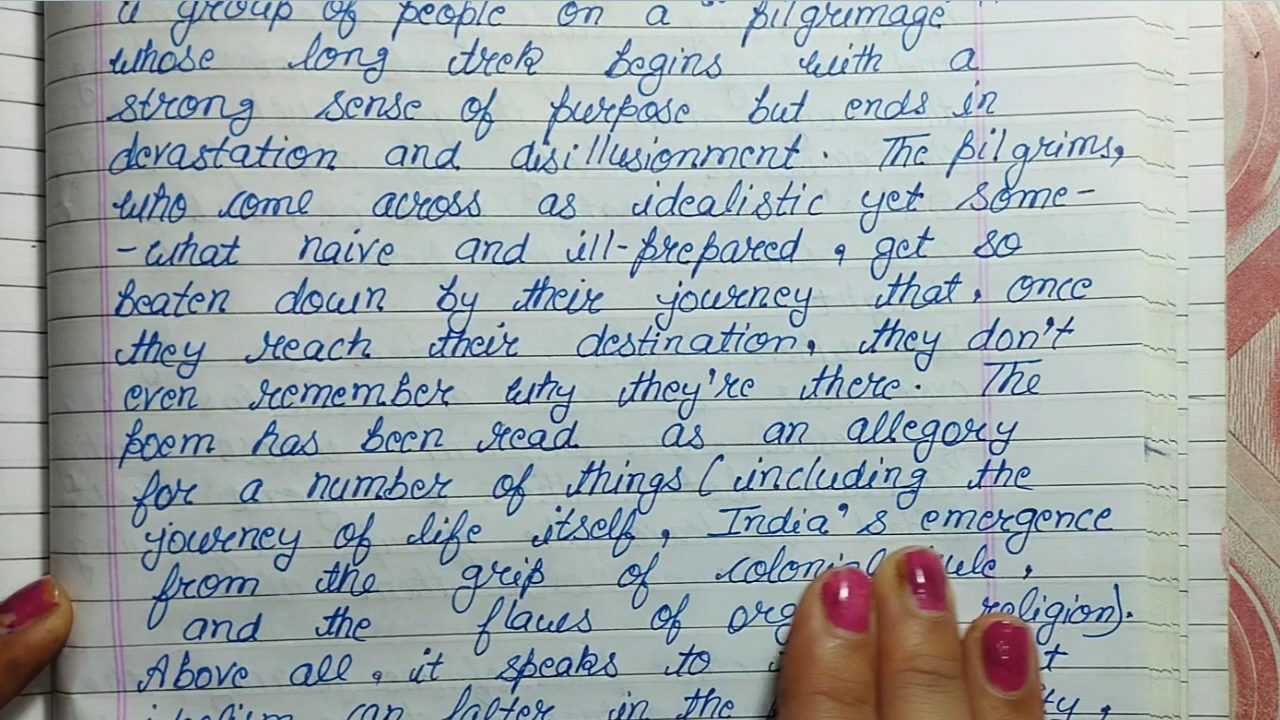 a group of people on a "pilgrimage"
whose long trek begins with a
strong sense of purpose but ends in
devastation and disillusionment. The pilgrims,
who come across as idealistic yet some-
-what naive and ill-prepared, get so
beaten down by their journey that, once
they reach their destination, they don't
even remember why they're there. The
poem has been read as an allegory
for a number of things (including the
journey of life itself, India's emergence
from the grip of colonial rule,
and the flaws of religion).
Above all, it speaks to
can falter in the